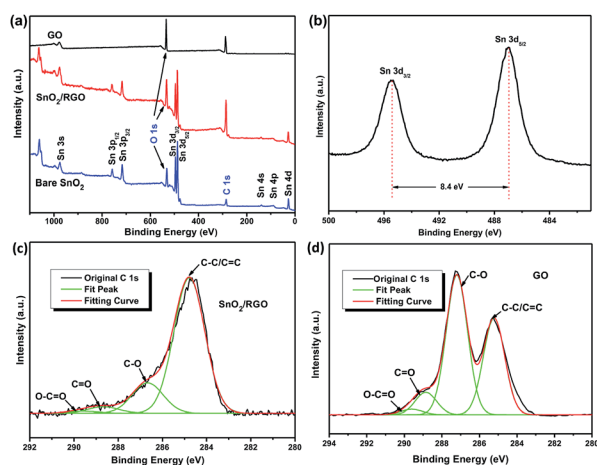 (a)
GO
SnO2/RGO
Bare SnO2
Sn 3s
Sn 3p1/2
Sn 3p3/2
O 1s
Sn 3d3/2
Sn 3d5/2
C 1s
Sn 4s
Sn 4p
Sn 4d
Intensity (a.u.)
1000 800 600 400 200 0
Binding Energy (eV)
(b)
Sn 3d3/2
Sn 3d5/2
8.4 eV
Intensity (a.u.)
500 496 492 488 484
Binding Energy (eV)
(c)
Original C 1s
Fit Peak
Fitting Curve
C-C/C=C
SnO2/RGO
C-O
C=O
O-C=O
Intensity (a.u.)
292 290 288 286 284 282 280
Binding Energy (eV)
(d)
Original C 1s
Fit Peak
Fitting Curve
GO
C-O
C-C/C=C
C=O
O-C=O
Intensity (a.u.)
294 292 290 288 286 284 282 280
Binding Energy (eV)